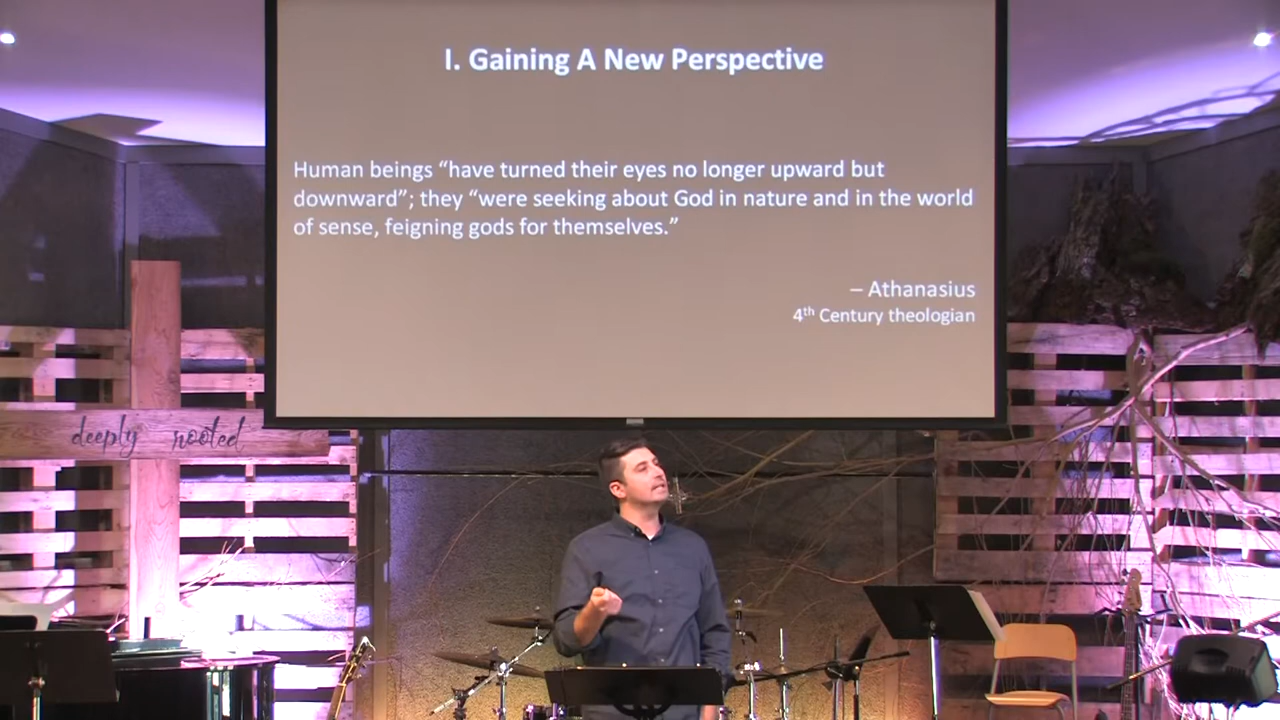 I. Gaining A New Perspective
Human beings “have turned their eyes no longer upward but
downward”; they “were seeking about God in nature and in the world
of sense, feigning gods for themselves.”
– Athanasius
4th Century theologian
deeply rooted